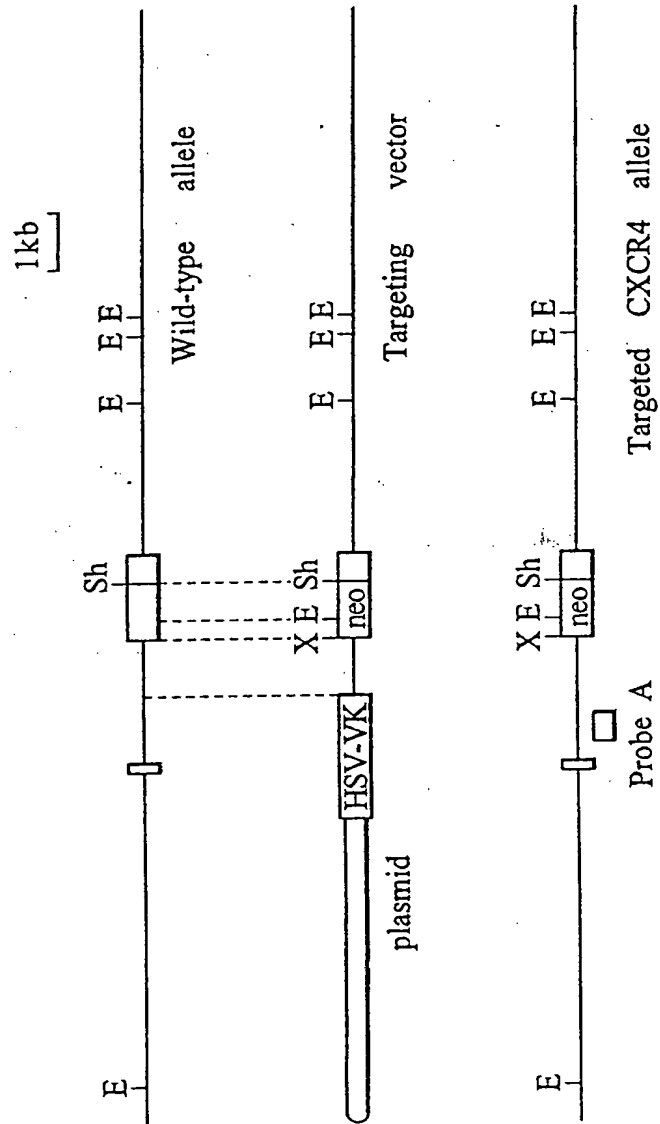 1kb
E Sh E E E
Wild-type allele
X E Sh E E E
HSV-VK neo
plasmid Targeting vector
E X E Sh E E E
neo
Probe A Targeted CXCR4 allele